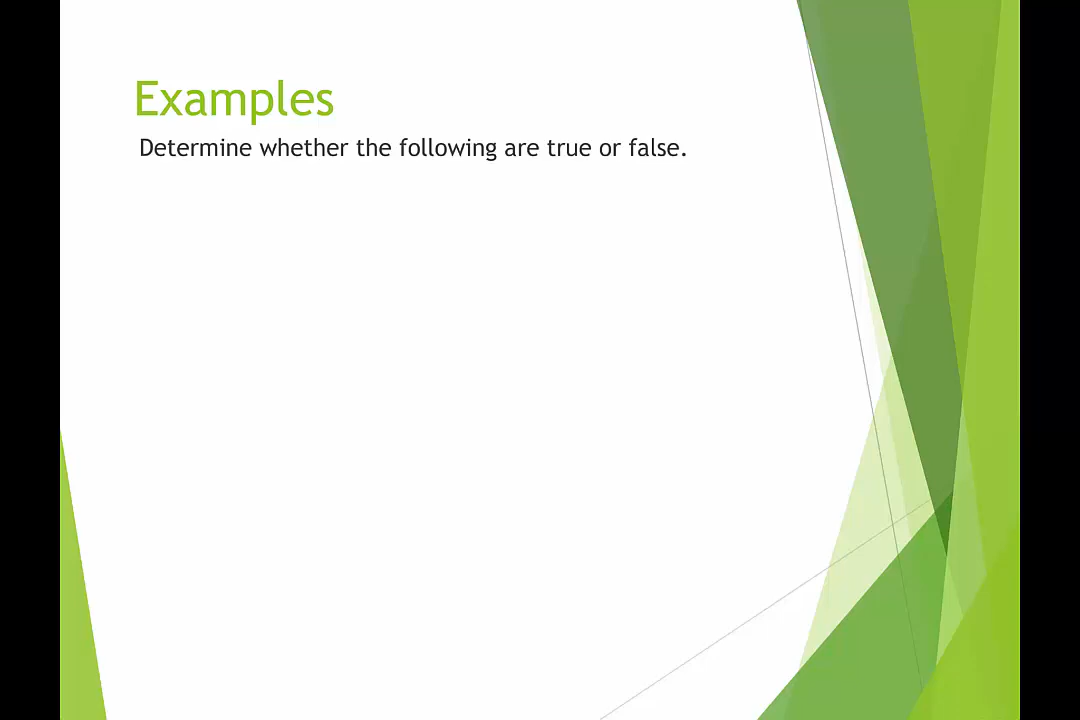 Examples
Determine whether the following are true or false.